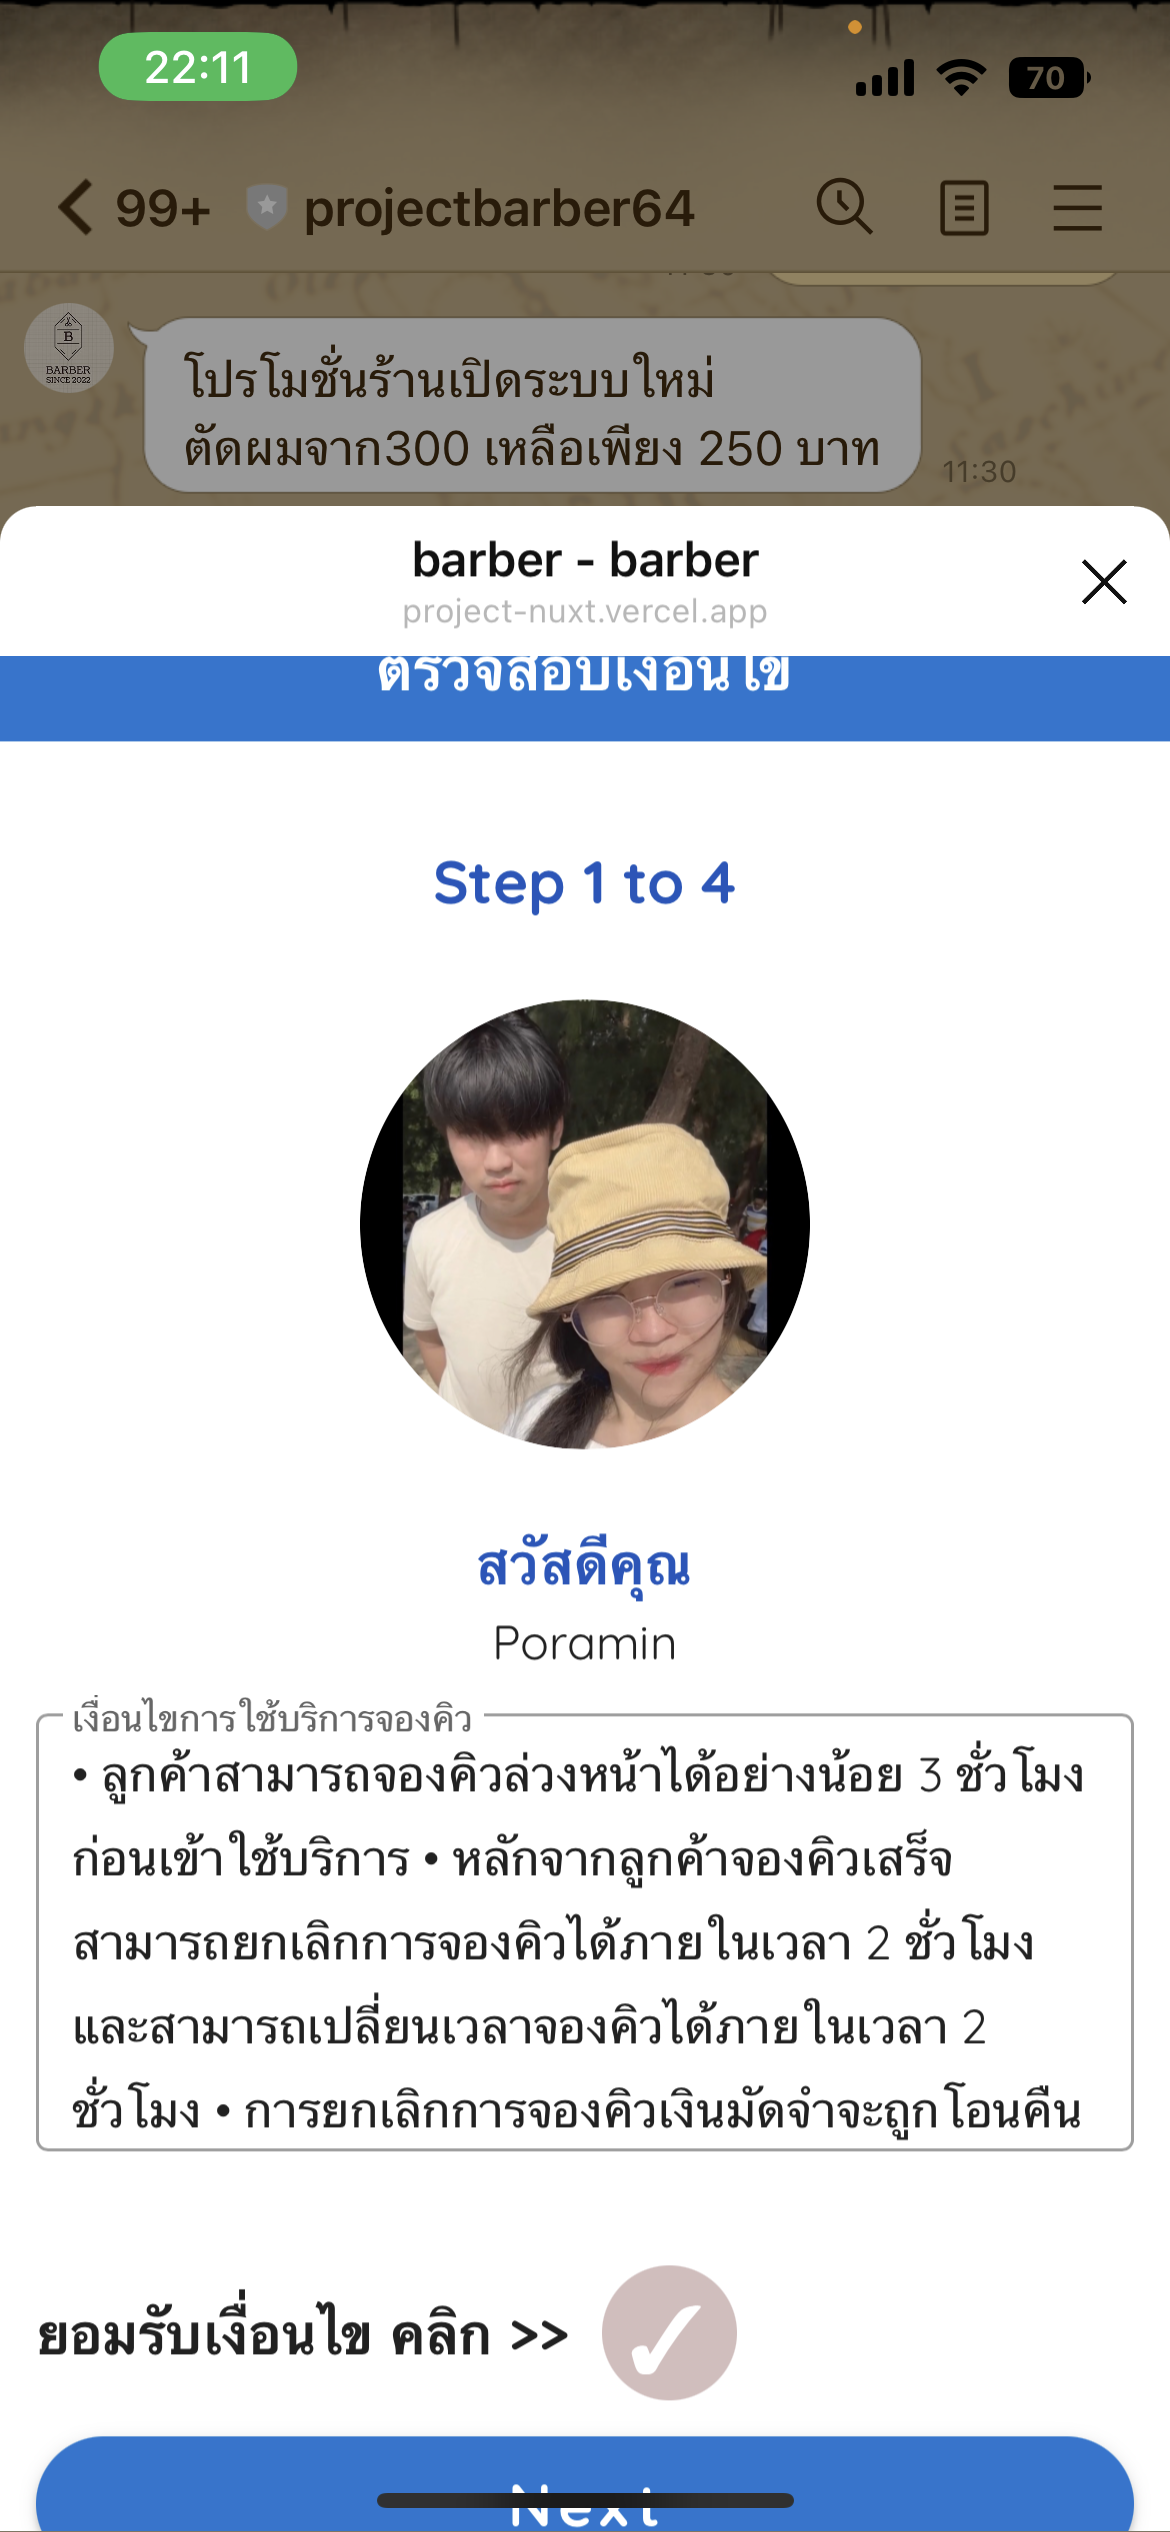 22:11
70
99+ projectbarber64
B
BARBER
SINCE 2022
โปรโมชั่นร้านเปิดระบบใหม่
ตัดผมจาก300 เหลือเพียง 250 บาท
11:30
barber - barber
project-nuxt.vercel.app
ตรวจสอบเงื่อนไข
Step 1 to 4
สวัสดีคุณ
Poramin
เงื่อนไขการใช้บริการจองคิว
• ลูกค้าสามารถจองคิวล่วงหน้าได้อย่างน้อย 3 ชั่วโมง
ก่อนเข้าใช้บริการ • หลักจากลูกค้าจองคิวเสร็จ
สามารถยกเลิกการจองคิวได้ภายในเวลา 2 ชั่วโมง
และสามารถเปลี่ยนเวลาจองคิวได้ภายในเวลา 2
ชั่วโมง • การยกเลิกการจองคิวเงินมัดจำจะถูกโอนคืน
ยอมรับเงื่อนไข คลิก >>
Next